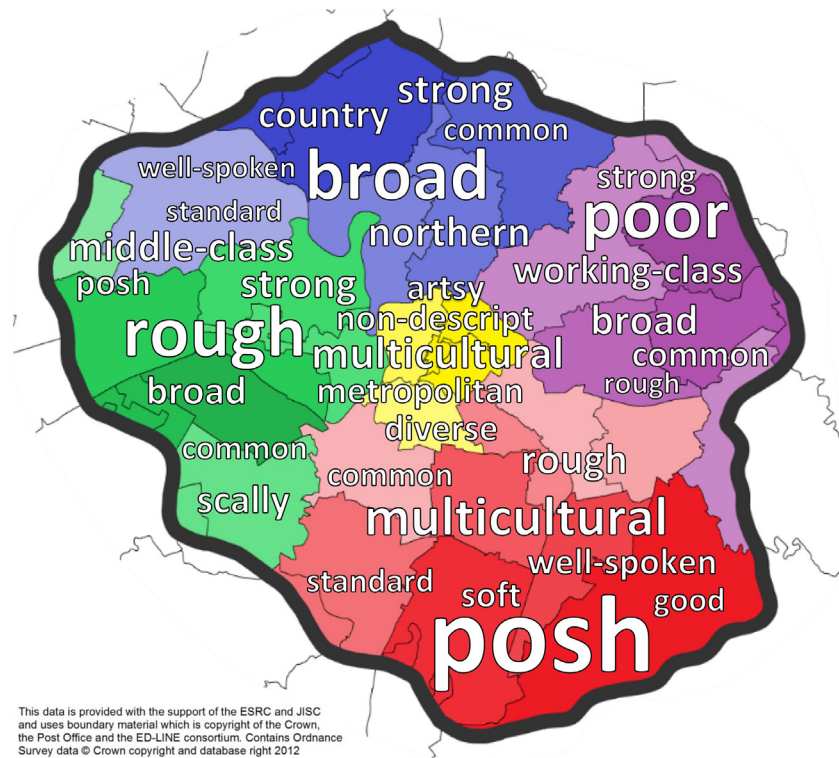 strong
country
common
well-spoken
broad
strong
standard
poor
northern
middle-class
working-class
posh
strong
artsy
non-descript
broad
rough
multicultural
common
broad
metropolitan
rough
diverse
common
rough
common
scally
multicultural
well-spoken
standard
soft
good
posh
This data is provided with the support of the ESRC and JISC
and uses boundary material which is copyright of the Crown,
the Post Office and the ED-LINE consortium. Contains Ordnance
Survey data © Crown copyright and database right 2012